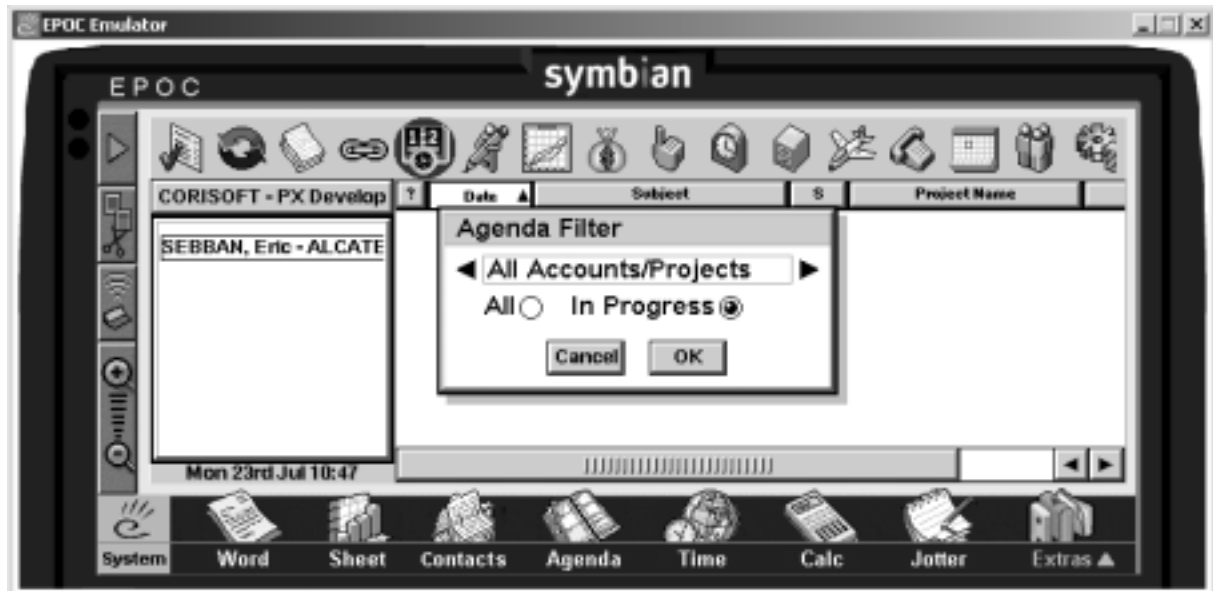 EPOC Emulator
symbian
EPOC
CORISOFT - PX Develop ? Date ▲ Subject S Project Name
SEBBAN, Eric - ALCATE
Agenda Filter
All Accounts/Projects
All In Progress
Cancel OK
Mon 23rd Jul 10:47
System Word Sheet Contacts Agenda Time Calc Jotter Extras ▲